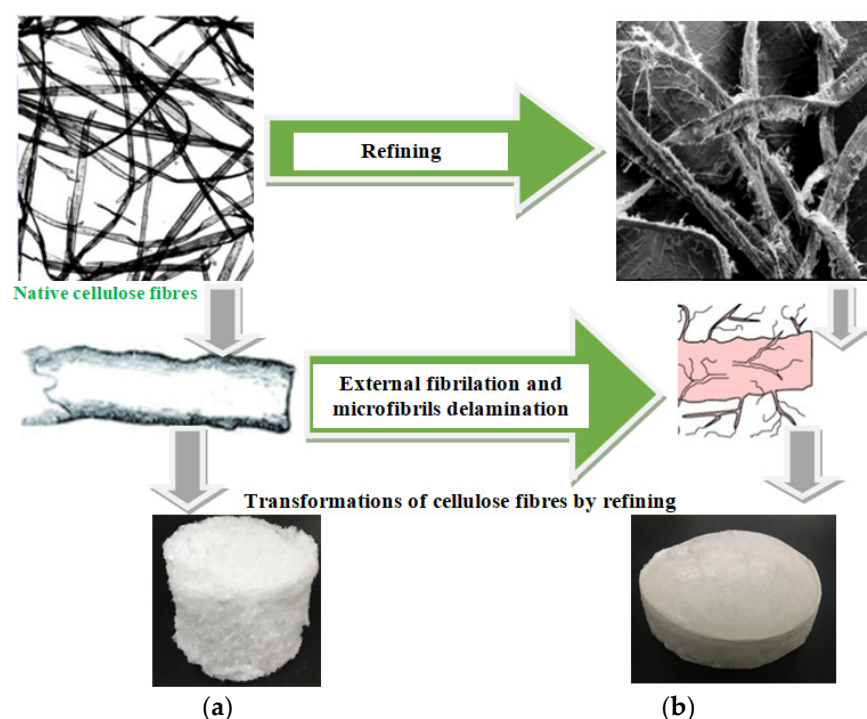 Refining
Native cellulose fibres
External fibrilation and
microfibrils delamination
Transformations of cellulose fibres by refining
(a)
(b)